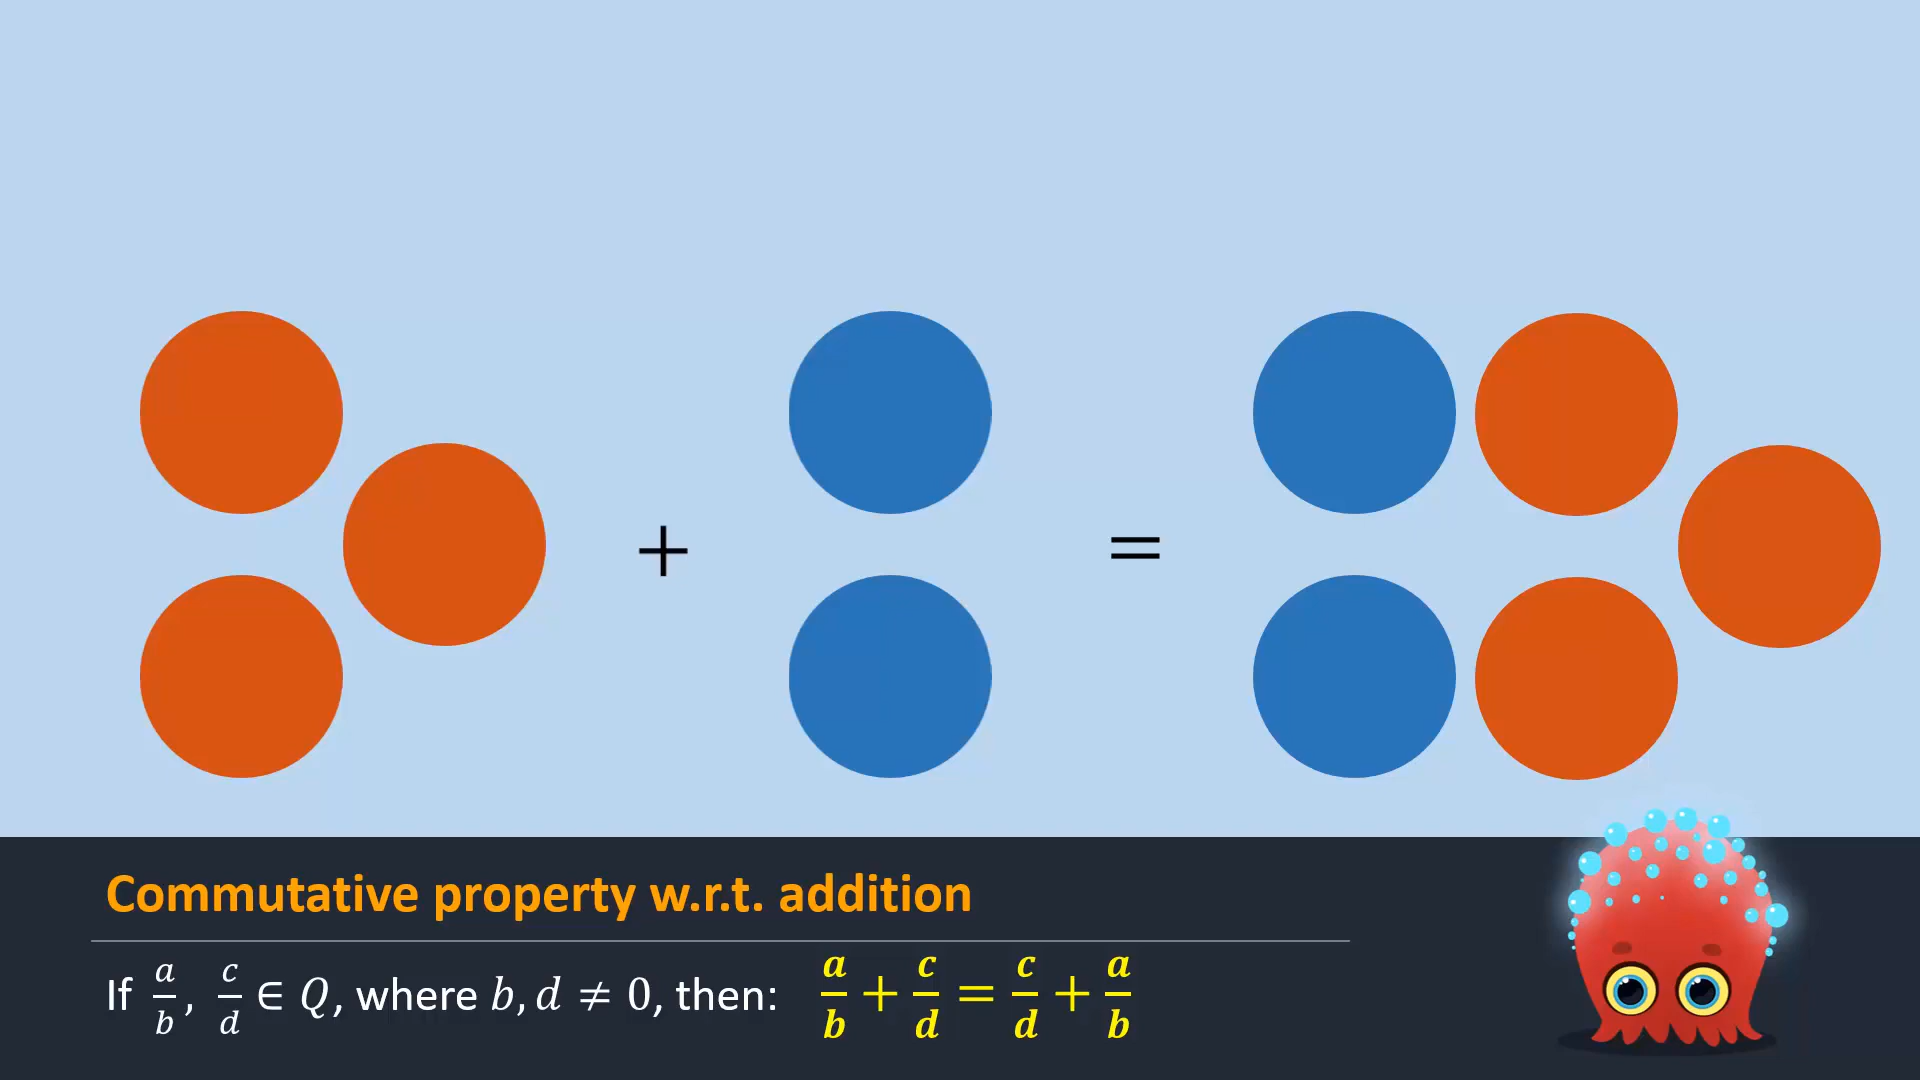 + =
Commutative property w.r.t. addition
If a/b, c/d ∈ Q, where b, d ≠ 0, then: a/b + c/d = c/d + a/b